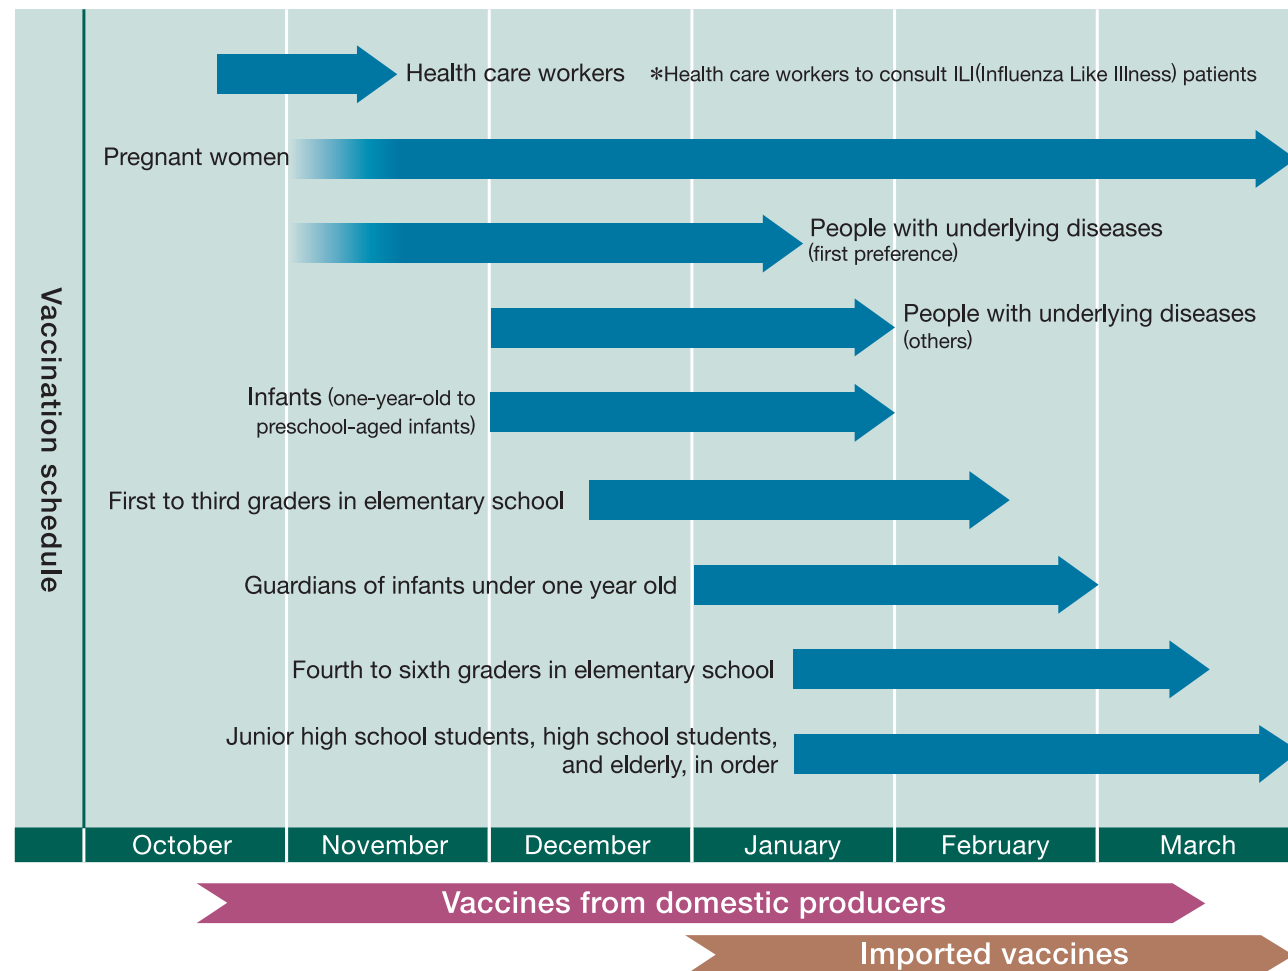 Vaccination schedule
Health care workers *Health care workers to consult ILI(Influenza Like Illness) patients
Pregnant women
People with underlying diseases
(first preference)
People with underlying diseases
(others)
Infants (one-year-old to
preschool-aged infants)
First to third graders in elementary school
Guardians of infants under one year old
Fourth to sixth graders in elementary school
Junior high school students, high school students,
and elderly, in order
October November December January February March
Vaccines from domestic producers
Imported vaccines